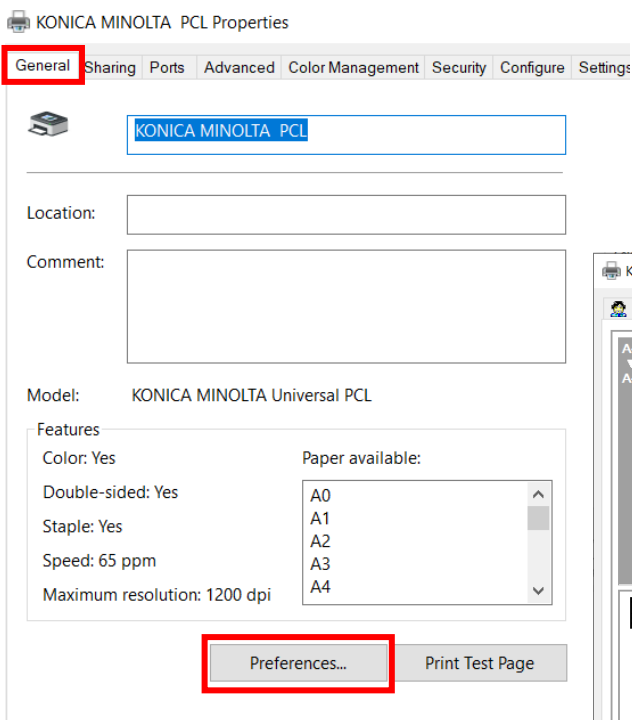 KONICA MINOLTA  PCL Properties
General Sharing Ports Advanced Color Management Security Configure Settings
KONICA MINOLTA  PCL
Location:
Comment:
K
A
A
Model: KONICA MINOLTA Universal PCL
Features
Color: Yes
Paper available:
Double-sided: Yes
A0
A1
Staple: Yes
A2
Speed: 65 ppm
A3
A4
Maximum resolution: 1200 dpi
Preferences... Print Test Page